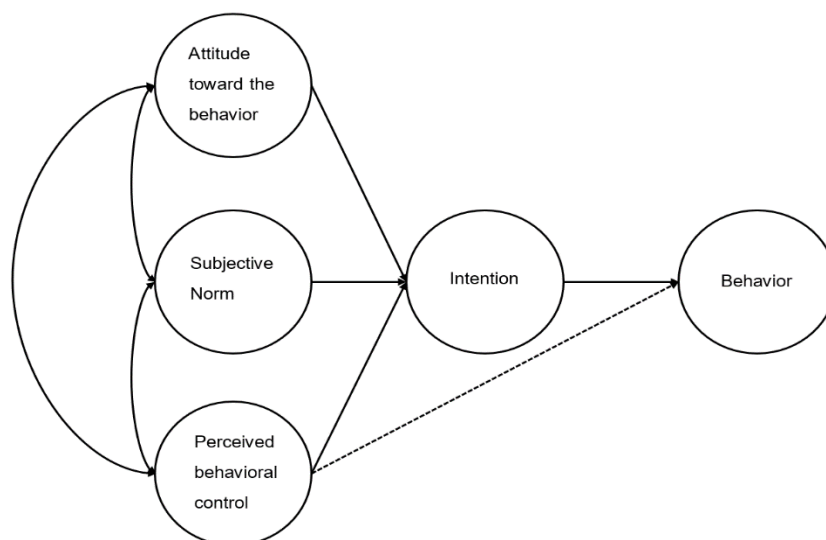 Attitude
toward the
behavior
Subjective
Norm
Intention
Behavior
Perceived
behavioral
control